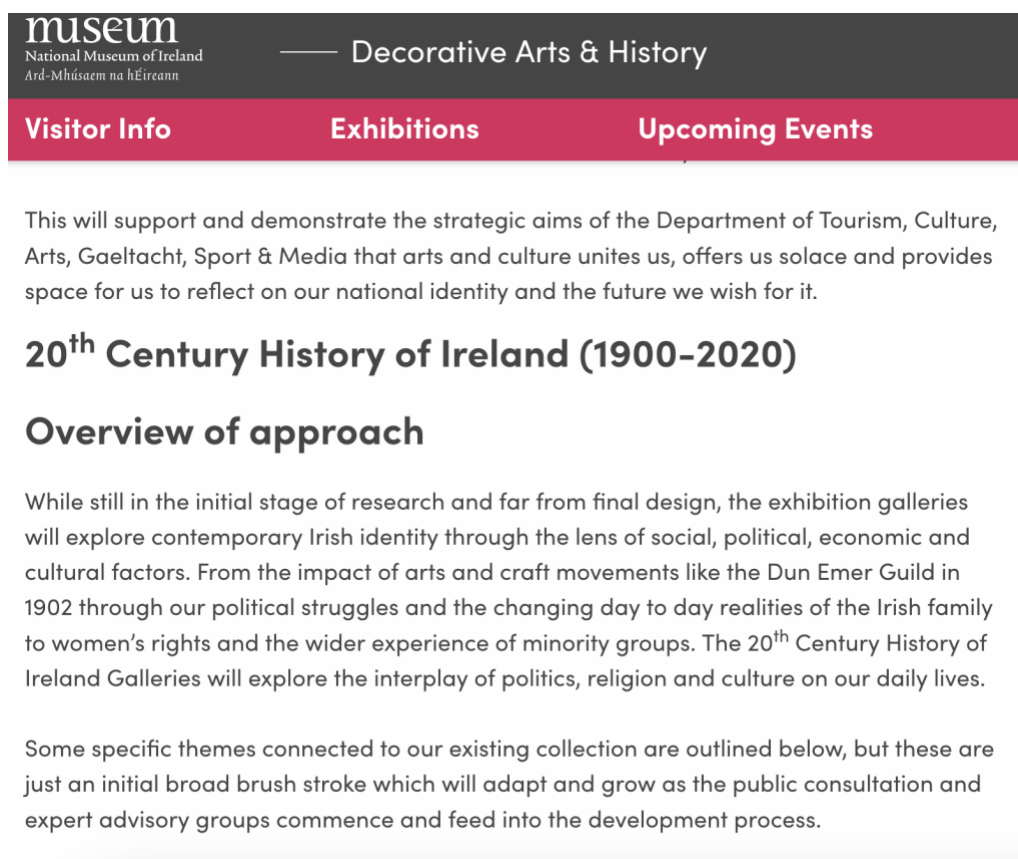 museum
National Museum of Ireland
Ard-Mhúsaem na hÉireann
Decorative Arts & History
Visitor Info
Exhibitions
Upcoming Events
This will support and demonstrate the strategic aims of the Department of Tourism, Culture,
Arts, Gaeltacht, Sport & Media that arts and culture unites us, offers us solace and provides
space for us to reflect on our national identity and the future we wish for it.
20th Century History of Ireland (1900-2020)
Overview of approach
While still in the initial stage of research and far from final design, the exhibition galleries
will explore contemporary Irish identity through the lens of social, political, economic and
cultural factors. From the impact of arts and craft movements like the Dun Emer Guild in
1902 through our political struggles and the changing day to day realities of the Irish family
to women’s rights and the wider experience of minority groups. The 20th Century History of
Ireland Galleries will explore the interplay of politics, religion and culture on our daily lives.
Some specific themes connected to our existing collection are outlined below, but these are
just an initial broad brush stroke which will adapt and grow as the public consultation and
expert advisory groups commence and feed into the development process.